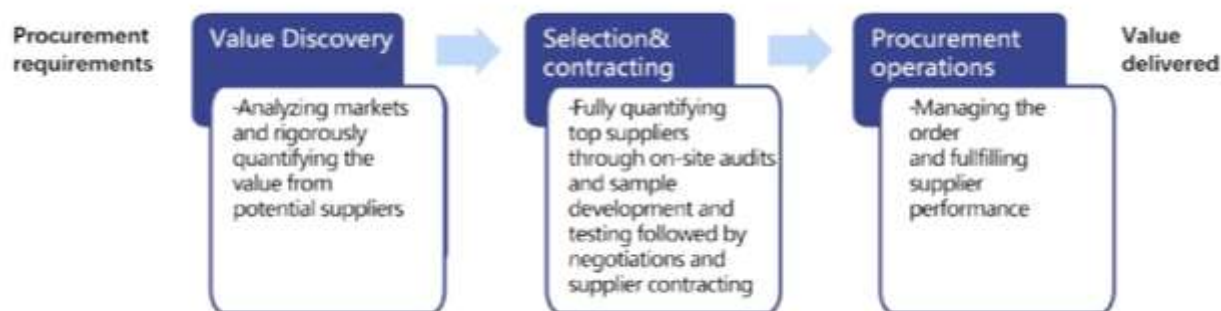 Procurement
requirements
Value Discovery
-Analyzing markets
and rigorously
quantifying the
value from
potential suppliers
Selection&
contracting
-Fully quantifying
top suppliers
through on-site audits
and sample
development and
testing followed by
negotiations and
supplier contracting
Procurement
operations
-Managing the
order
and fullfilling
supplier
performance
Value
delivered